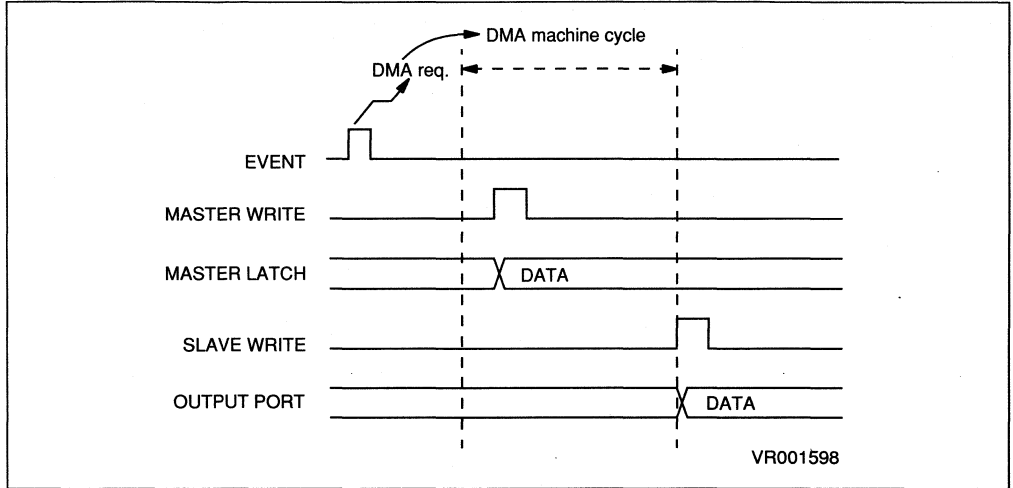 DMA machine cycle
DMA req.
EVENT
MASTER WRITE
MASTER LATCH DATA
SLAVE WRITE
OUTPUT PORT DATA
VR001598